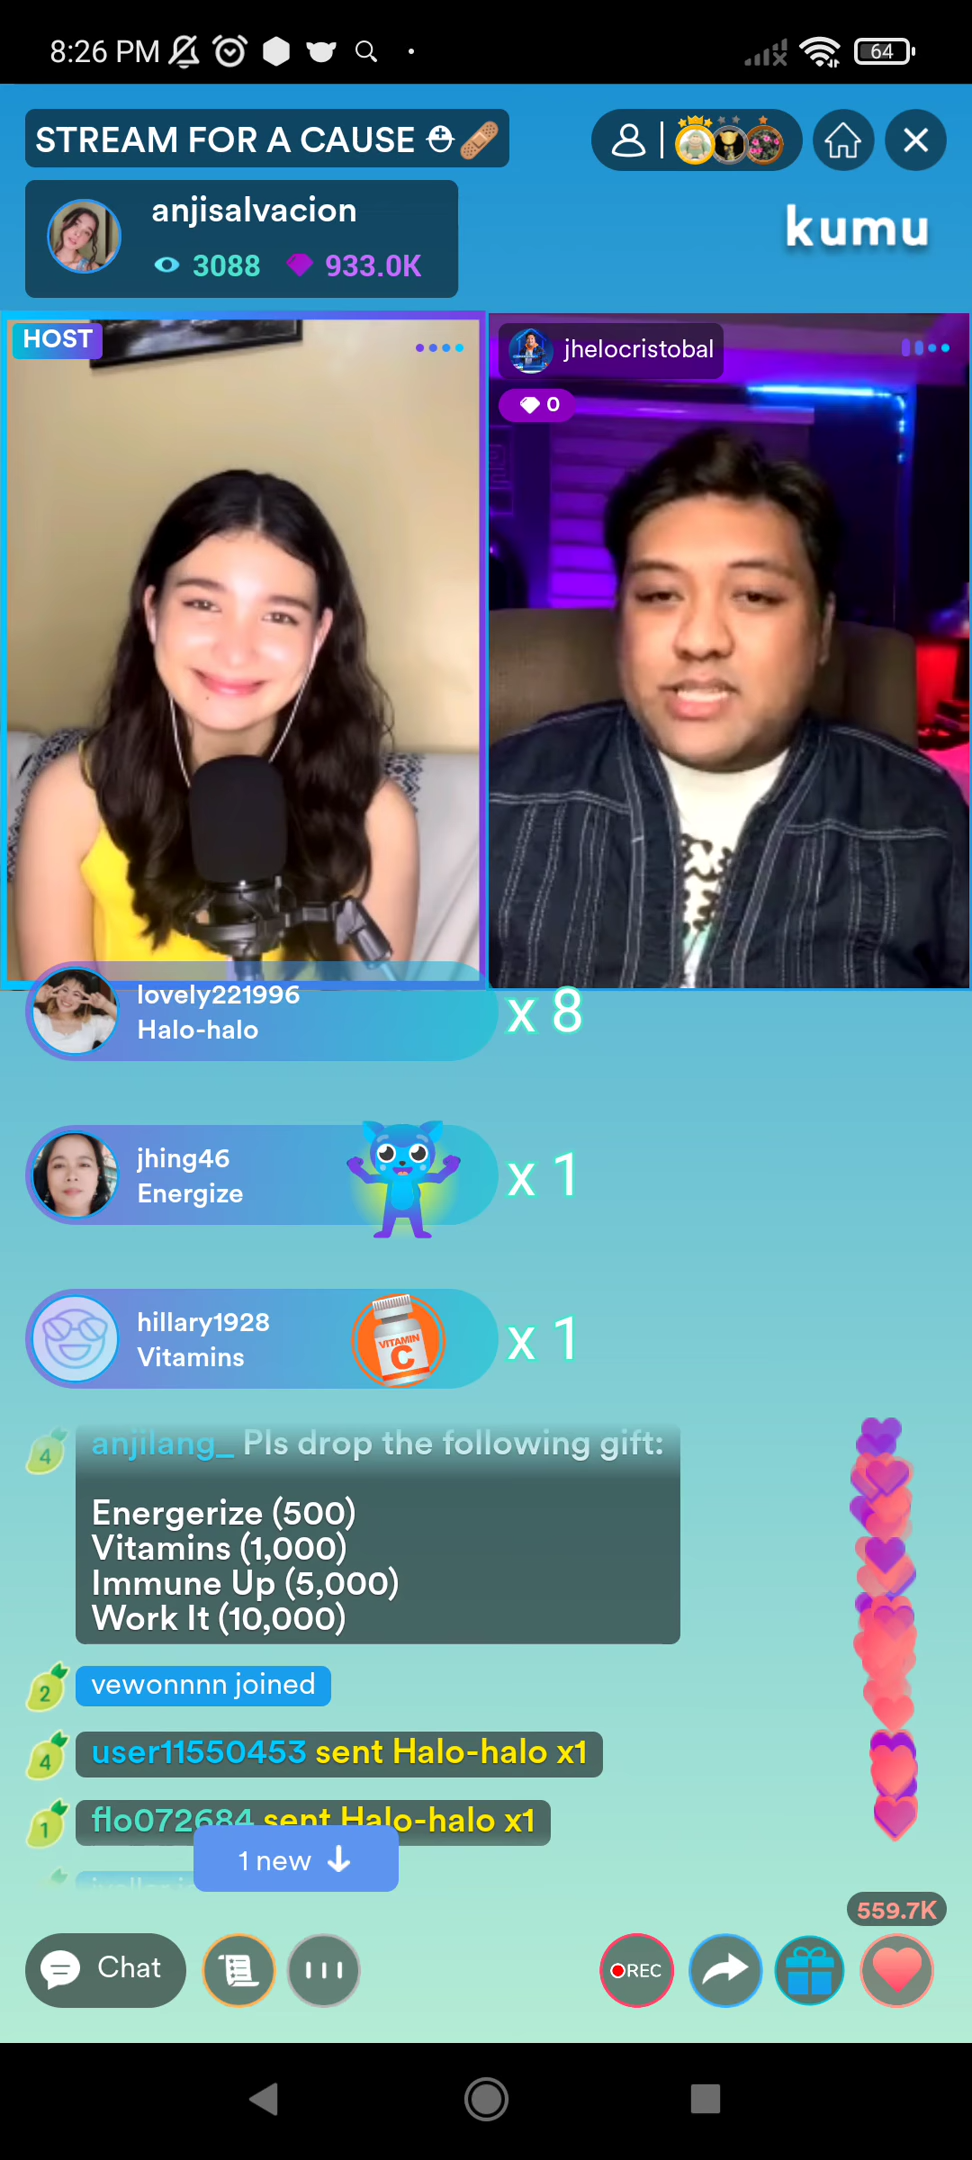 8:26 PM
64
STREAM FOR A CAUSE
anjisalvacion
3088 933.0K
kumu
HOST
jhelocristobal
0
lovely221996
Halo-halo
x 8
jhing46
Energize
x 1
hillary1928
Vitamins
VITAMIN
C
x 1
4
anjilang_ Pls drop the following gift:
Energerize (500)
Vitamins (1,000)
Immune Up (5,000)
Work It (10,000)
2
vewonnnn joined
4
user11550453 sent Halo-halo x1
1
flo072684 sent Halo-halo x1
1 new
559.7K
Chat
REC